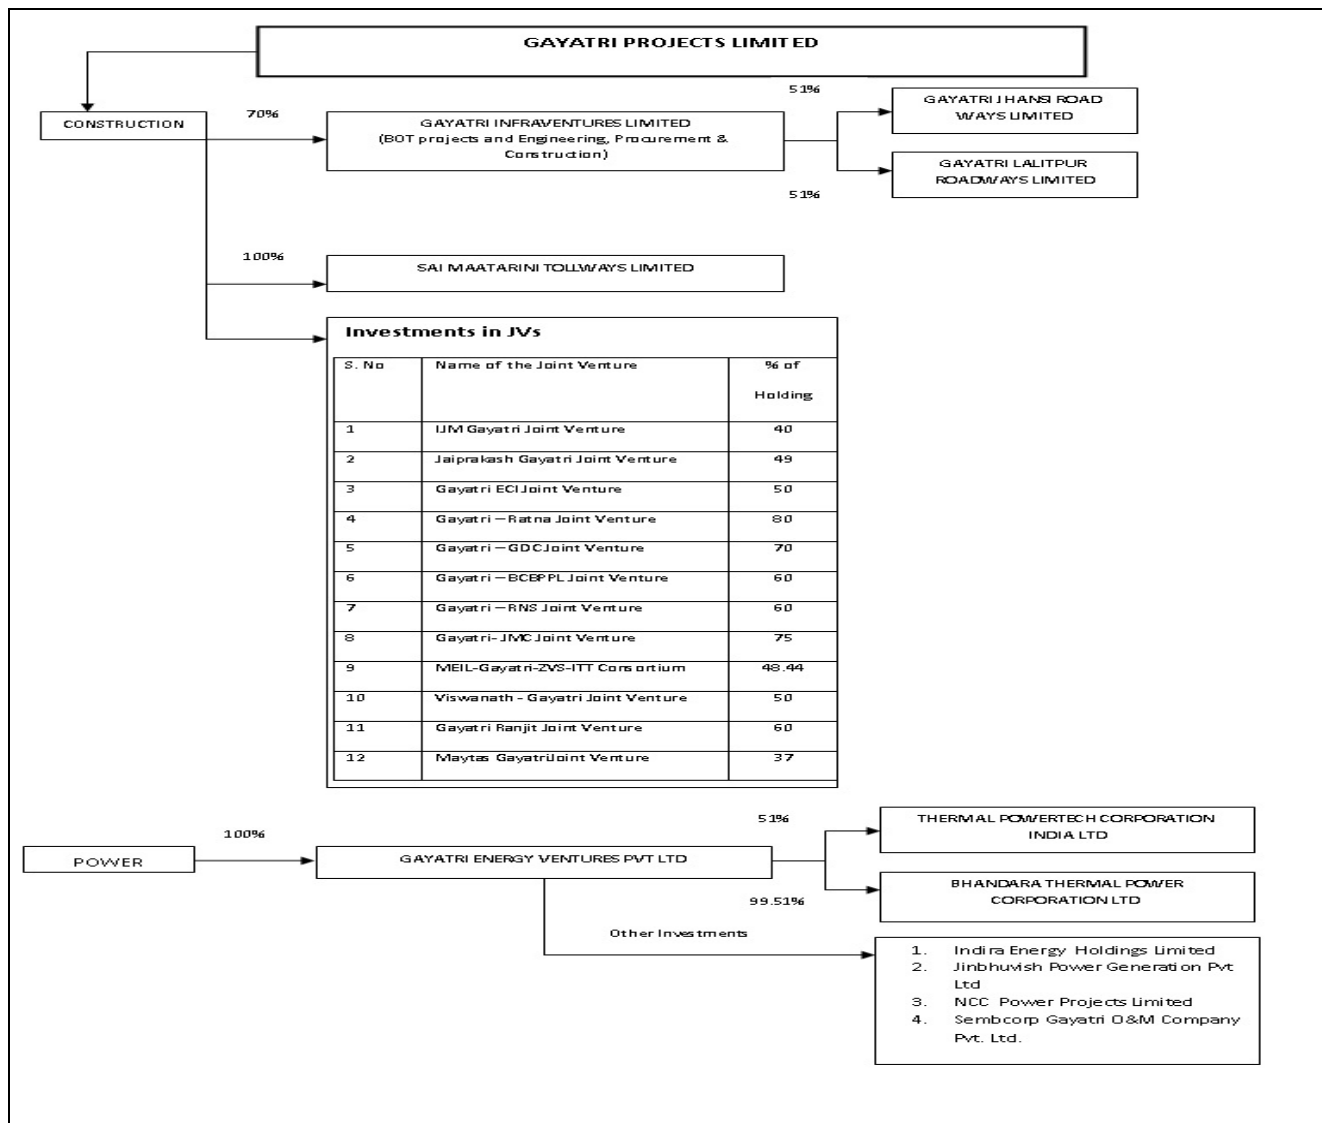 GAYATRI PROJECTS LIMITED
CONSTRUCTION
70%
GAYATRI INFRAVENTURES LIMITED
(BOT projects and Engineering, Procurement &
Construction)
51%
GAYATRI JHANSI ROAD
WAYS LIMITED
GAYATRI LALITPUR
ROADWAYS LIMITED
51%
100%
SAI MAATARINI TOLLWAYS LIMITED
Investments in JVs
S. No Name of the Joint Venture % of
Holding
1 IJM Gayatri Joint Venture 40
2 Jaiprakash Gayatri Joint Venture 49
3 Gayatri ECI Joint Venture 50
4 Gayatri – Ratna Joint Venture 80
5 Gayatri – GDC Joint Venture 70
6 Gayatri – BCBPPL Joint Venture 60
7 Gayatri – RNS Joint Venture 60
8 Gayatri- JMC Joint Venture 75
9 MEIL-Gayatri-ZVS-ITT Consortium 48.44
10 Viswanath - Gayatri Joint Venture 50
11 Gayatri Ranjit Joint Venture 60
12 Maytas GayatriJoint Venture 37
POWER
100%
GAYATRI ENERGY VENTURES PVT LTD
51%
THERMAL POWERTECH CORPORATION
INDIA LTD
BHANDARA THERMAL POWER
CORPORATION LTD
99.51%
Other Investments
1. Indira Energy Holdings Limited
2. Jinbhuvish Power Generation Pvt
Ltd
3. NCC Power Projects Limited
4. Sembcorp Gayatri O&M Company
Pvt. Ltd.